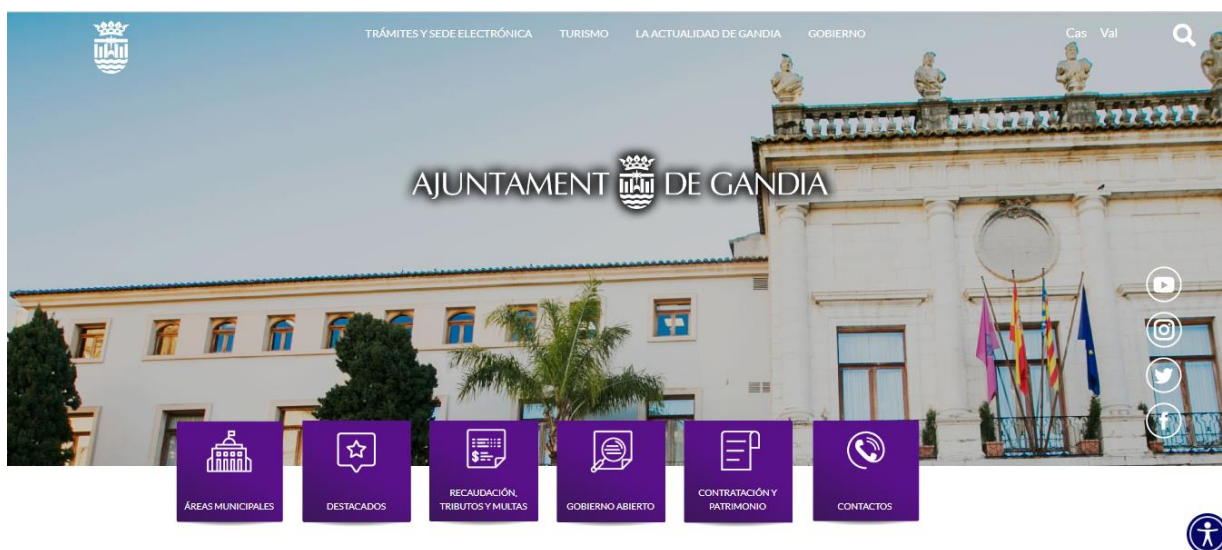 TRÁMITES Y SEDE ELECTRÓNICA TURISMO LA ACTUALIDAD DE GANDIA GOBIERNO Cas Val
AJUNTAMENT DE GANDIA
ÁREAS MUNICIPALES
DESTACADOS
RECAUDACIÓN,
TRIBUTOS Y MULTAS
GOBIERNO ABIERTO
CONTRATACIÓN Y
PATRIMONIO
CONTACTOS